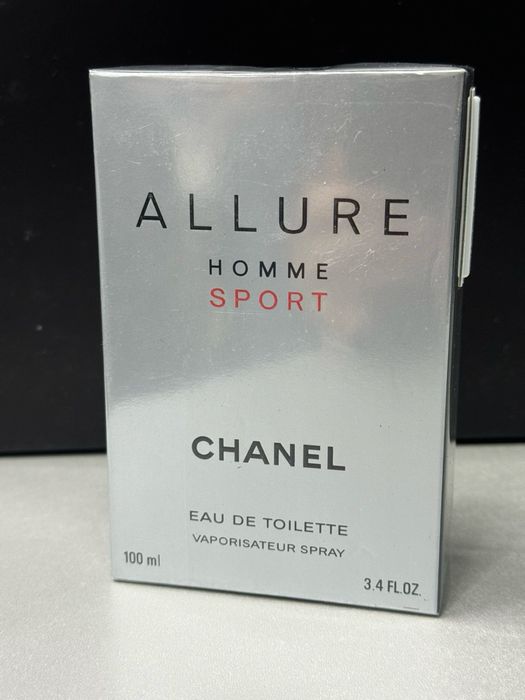 ALLURE
HOMME
SPORT
CHANEL
EAU DE TOILETTE
VAPORISATEUR SPRAY
100 ml
3.4 FL.OZ.